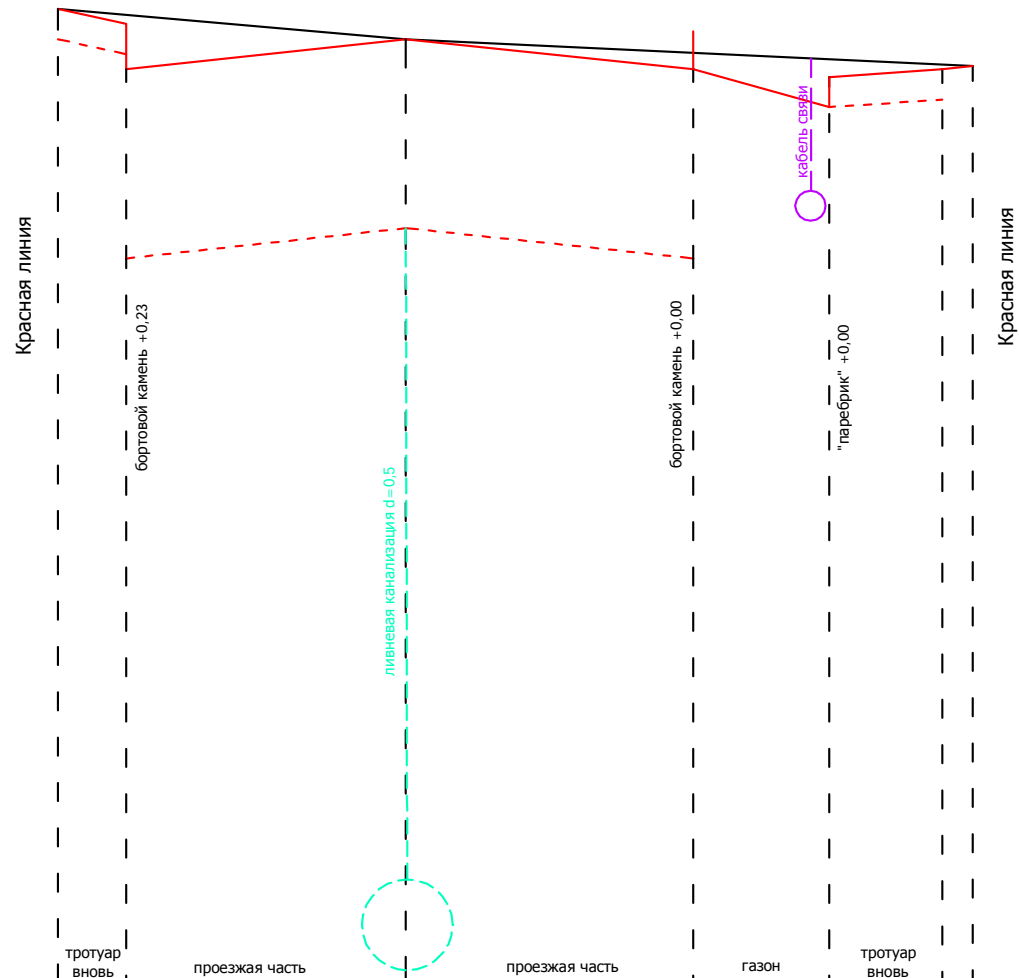 Красная линия
бортовой камень +0,23
ливневая канализация d=0,5
бортовой камень +0,00
кабель связи
"паребрик" +0,00
Красная линия
тротуар
вновь
проезжая часть
проезжая часть
газон
тротуар
вновь